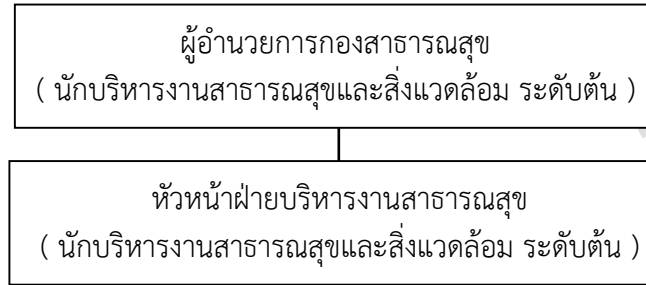 ผู้อำนวยการกองสาธารณสุข
( นักบริหารงานสาธารณสุขและสิ่งแวดล้อม ระดับต้น )
หัวหน้าฝ่ายบริหารงานสาธารณสุข
( นักบริหารงานสาธารณสุขและสิ่งแวดล้อม ระดับต้น )